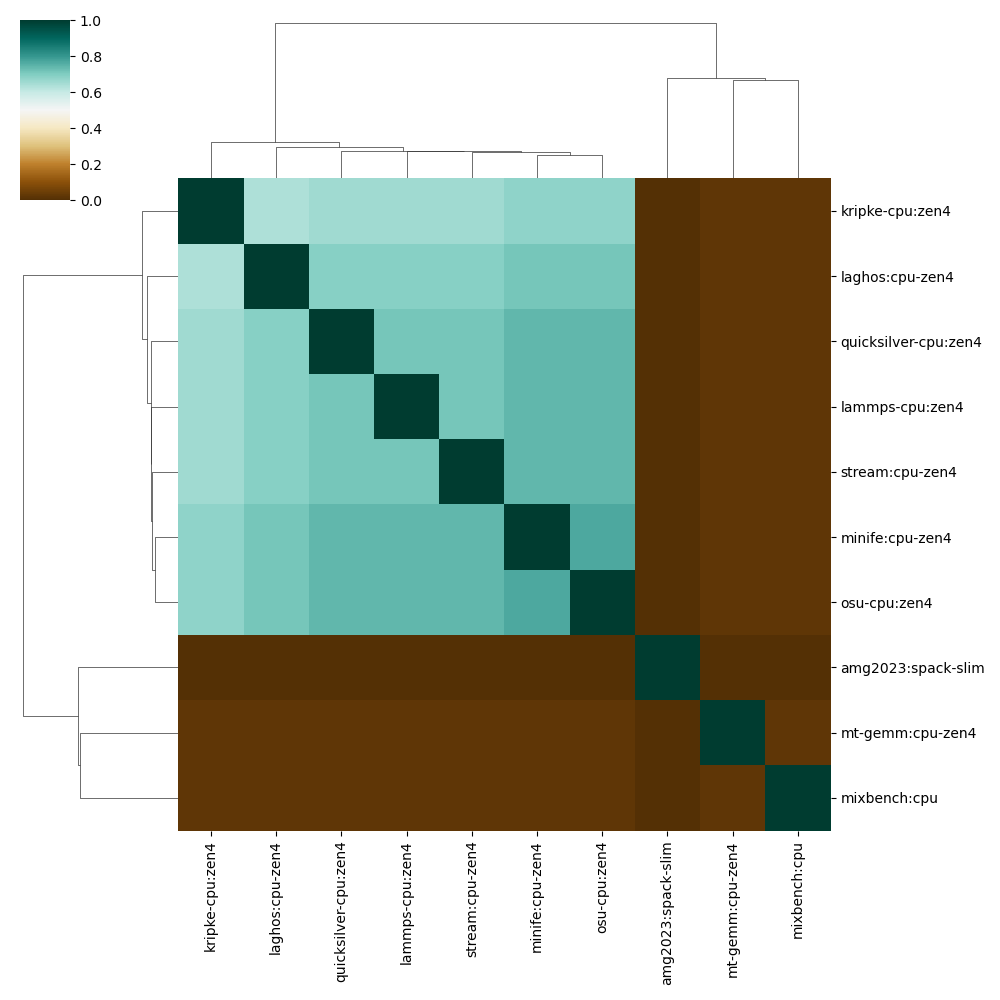 1.0
0.8
0.6
0.4
0.2
0.0
kripke-cpu:zen4
laghos:cpu-zen4
quicksilver-cpu:zen4
lammps-cpu:zen4
stream:cpu-zen4
minife:cpu-zen4
osu-cpu:zen4
amg2023:spack-slim
mt-gemm:cpu-zen4
mixbench:cpu
kripke-cpu:zen4
laghos:cpu-zen4
quicksilver-cpu:zen4
lammps-cpu:zen4
stream:cpu-zen4
minife:cpu-zen4
osu-cpu:zen4
amg2023:spack-slim
mt-gemm:cpu-zen4
mixbench:cpu